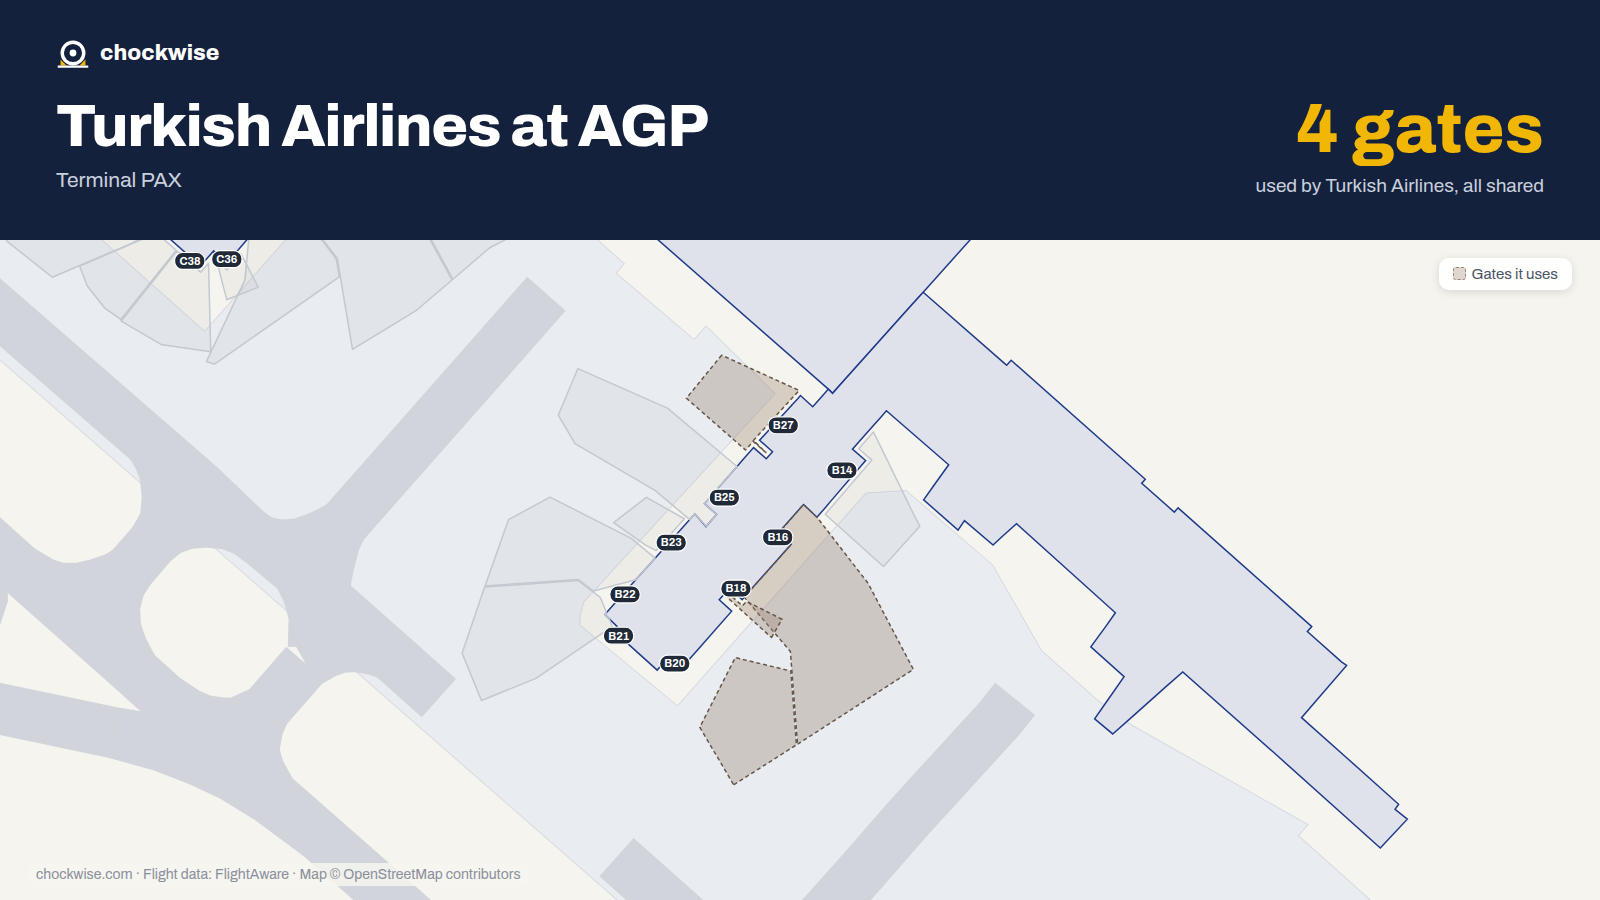 chockwise
Turkish Airlines at AGP
Terminal PAX
4 gates
used by Turkish Airlines, all shared
Gates it uses
C38
C36
B27
B14
B25
B16
B23
B18
B22
B21
B20
chockwise.com · Flight data: FlightAware · Map © OpenStreetMap contributors